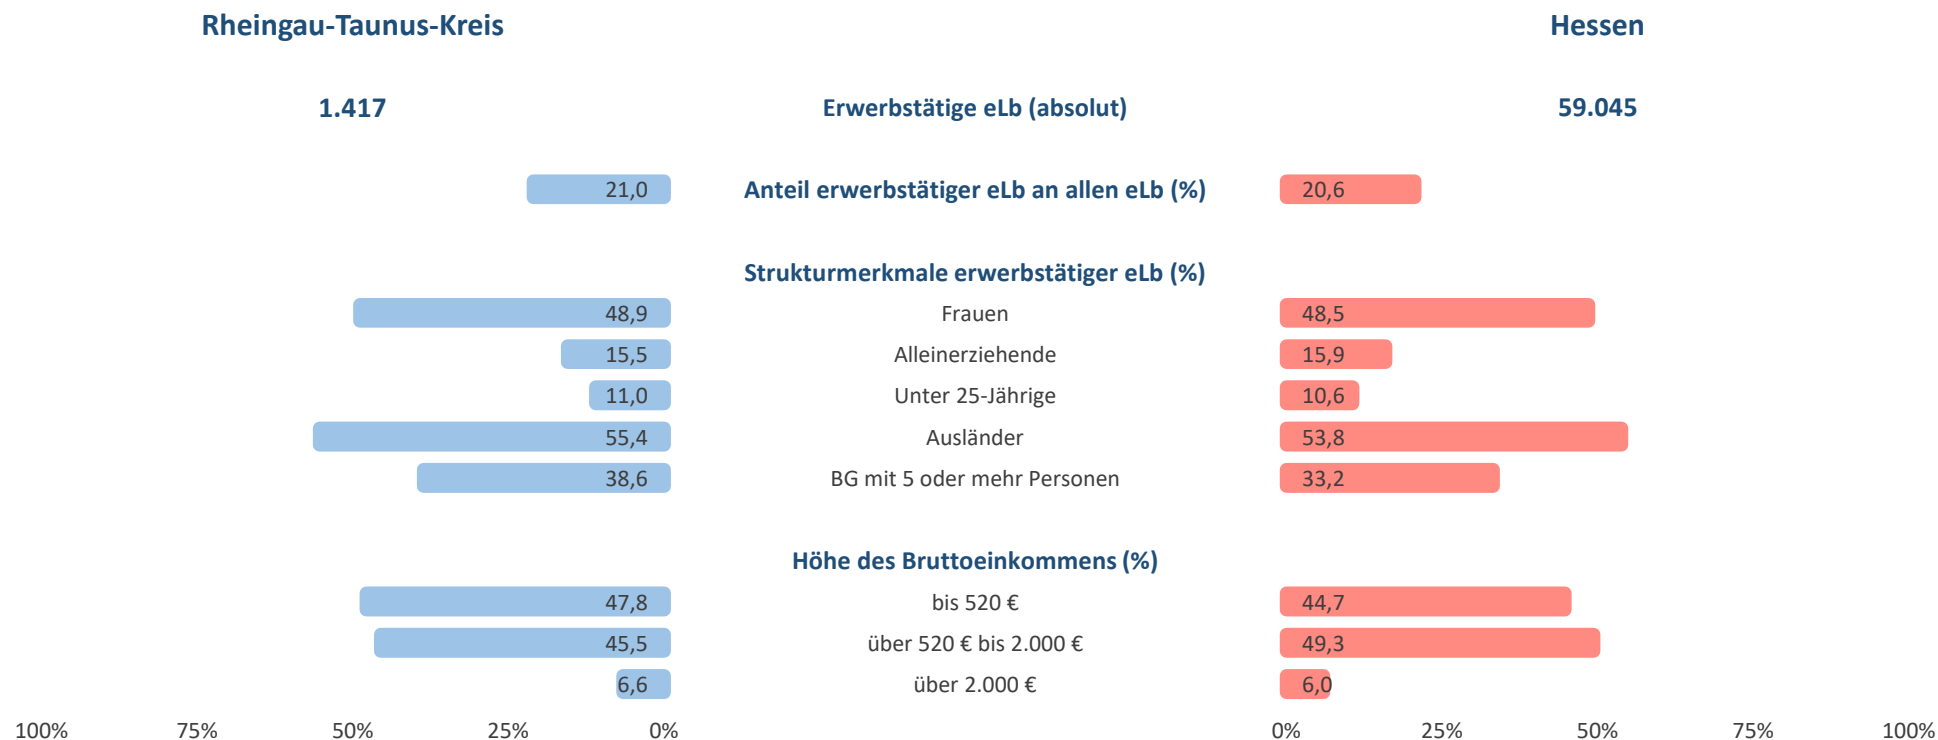 Rheingau-Taunus-Kreis Hessen
1.417 Erwerbstätige eLb (absolut) 59.045
21,0 Anteil erwerbstätiger eLb an allen eLb (%) 20,6
Strukturmerkmale erwerbstätiger eLb (%)
48,9 Frauen 48,5
15,5 Alleinerziehende 15,9
11,0 Unter 25-Jährige 10,6
55,4 Ausländer 53,8
38,6 BG mit 5 oder mehr Personen 33,2
Höhe des Bruttoeinkommens (%)
47,8 bis 520 € 44,7
45,5 über 520 € bis 2.000 € 49,3
6,6 über 2.000 € 6,0
100% 75% 50% 25% 0% 0% 25% 50% 75% 100%